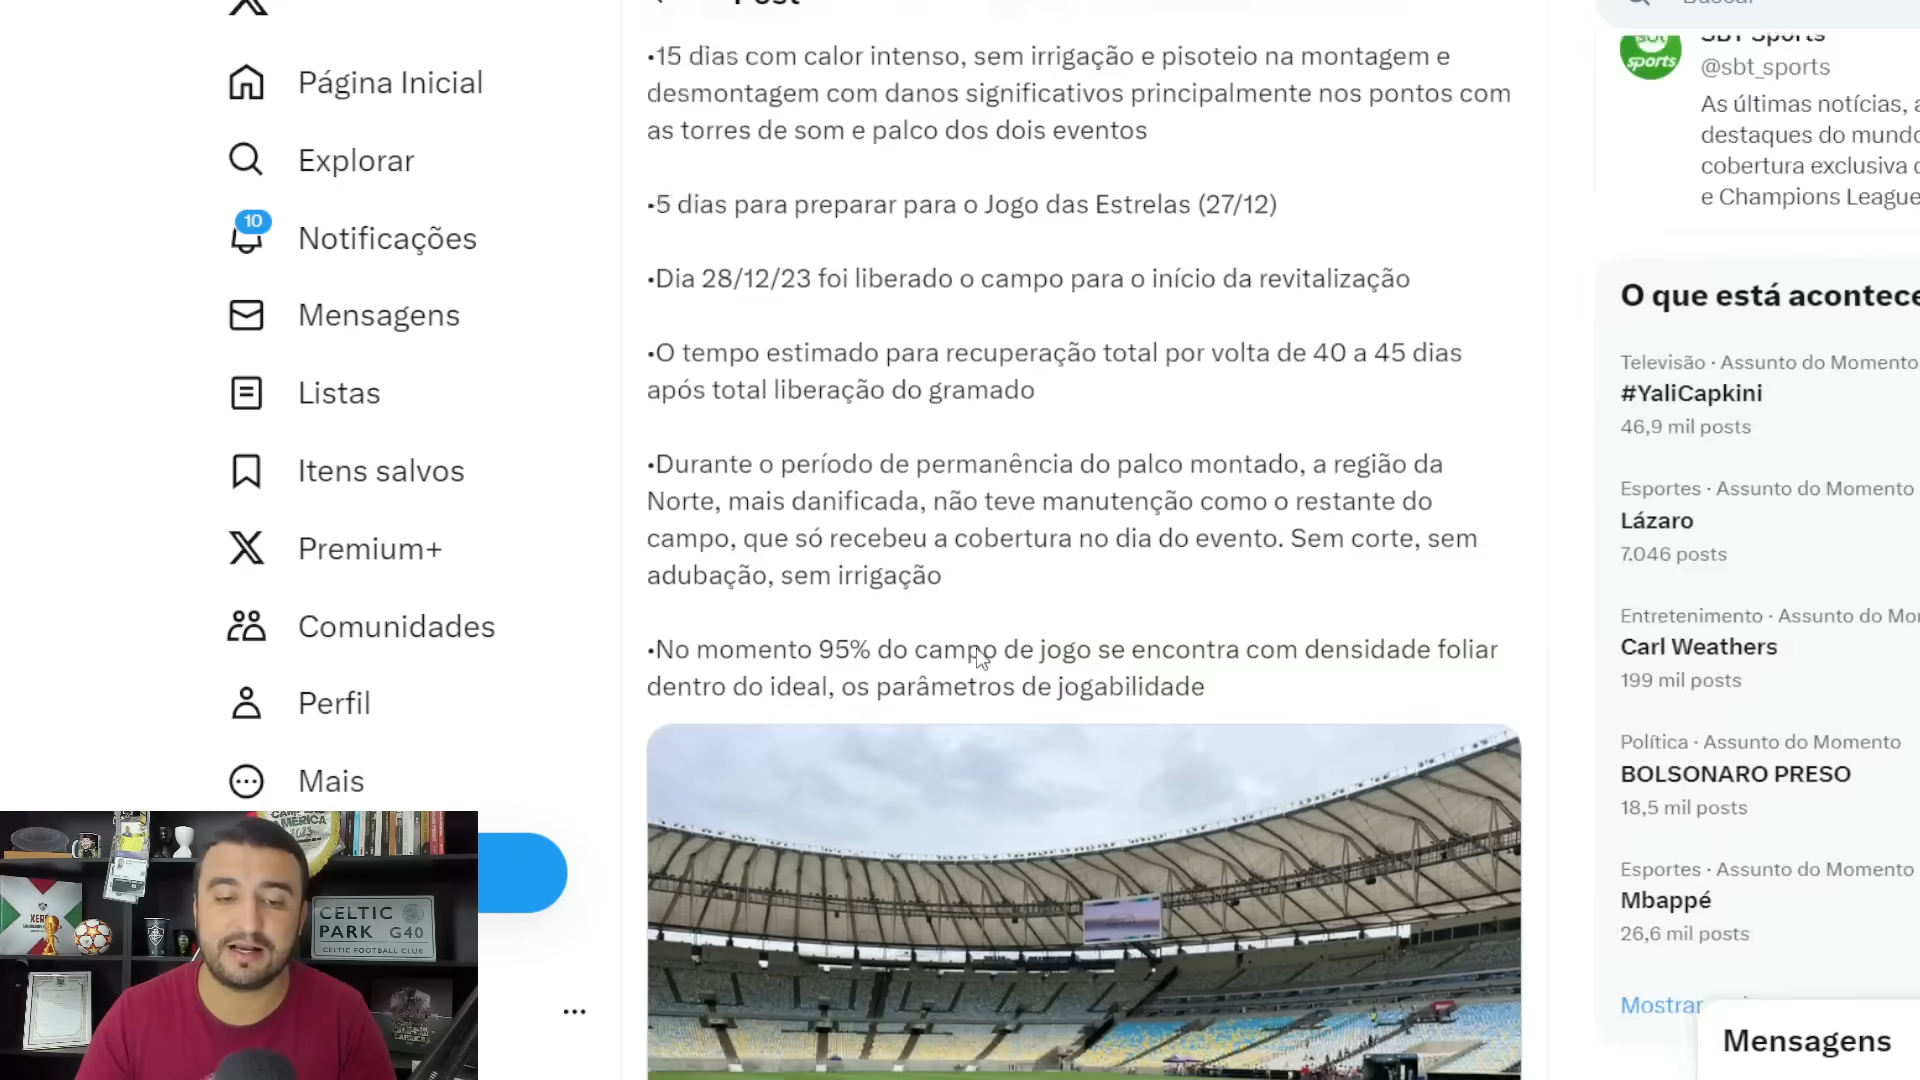 Post
Página Inicial
Explorar
10
Notificações
Mensagens
Listas
Itens salvos
Premium+
Comunidades
Perfil
Mais
•15 dias com calor intenso, sem irrigação e pisoteio na montagem e
desmontagem com danos significativos principalmente nos pontos com
as torres de som e palco dos dois eventos
•5 dias para preparar para o Jogo das Estrelas (27/12)
•Dia 28/12/23 foi liberado o campo para o início da revitalização
•O tempo estimado para recuperação total por volta de 40 a 45 dias
após total liberação do gramado
•Durante o período de permanência do palco montado, a região da
Norte, mais danificada, não teve manutenção como o restante do
campo, que só recebeu a cobertura no dia do evento. Sem corte, sem
adubação, sem irrigação
•No momento 95% do campo de jogo se encontra com densidade foliar
dentro do ideal, os parâmetros de jogabilidade
Buscar
sbt
sports
SBT Sports
@sbt_sports
As últimas notícias, a
destaques do mundo
cobertura exclusiva
e Champions League
O que está acontece
Televisão · Assunto do Momento
#YaliCapkini
46,9 mil posts
Esportes · Assunto do Momento
Lázaro
7.046 posts
Entretenimento · Assunto do Mo
Carl Weathers
199 mil posts
Política · Assunto do Momento
BOLSONARO PRESO
18,5 mil posts
Esportes · Assunto do Momento
Mbappé
26,6 mil posts
Mostrar
Mensagens
AMÉRICA
2023
CELTIC
PARK G40
CELTIC FOOTBALL CLUB